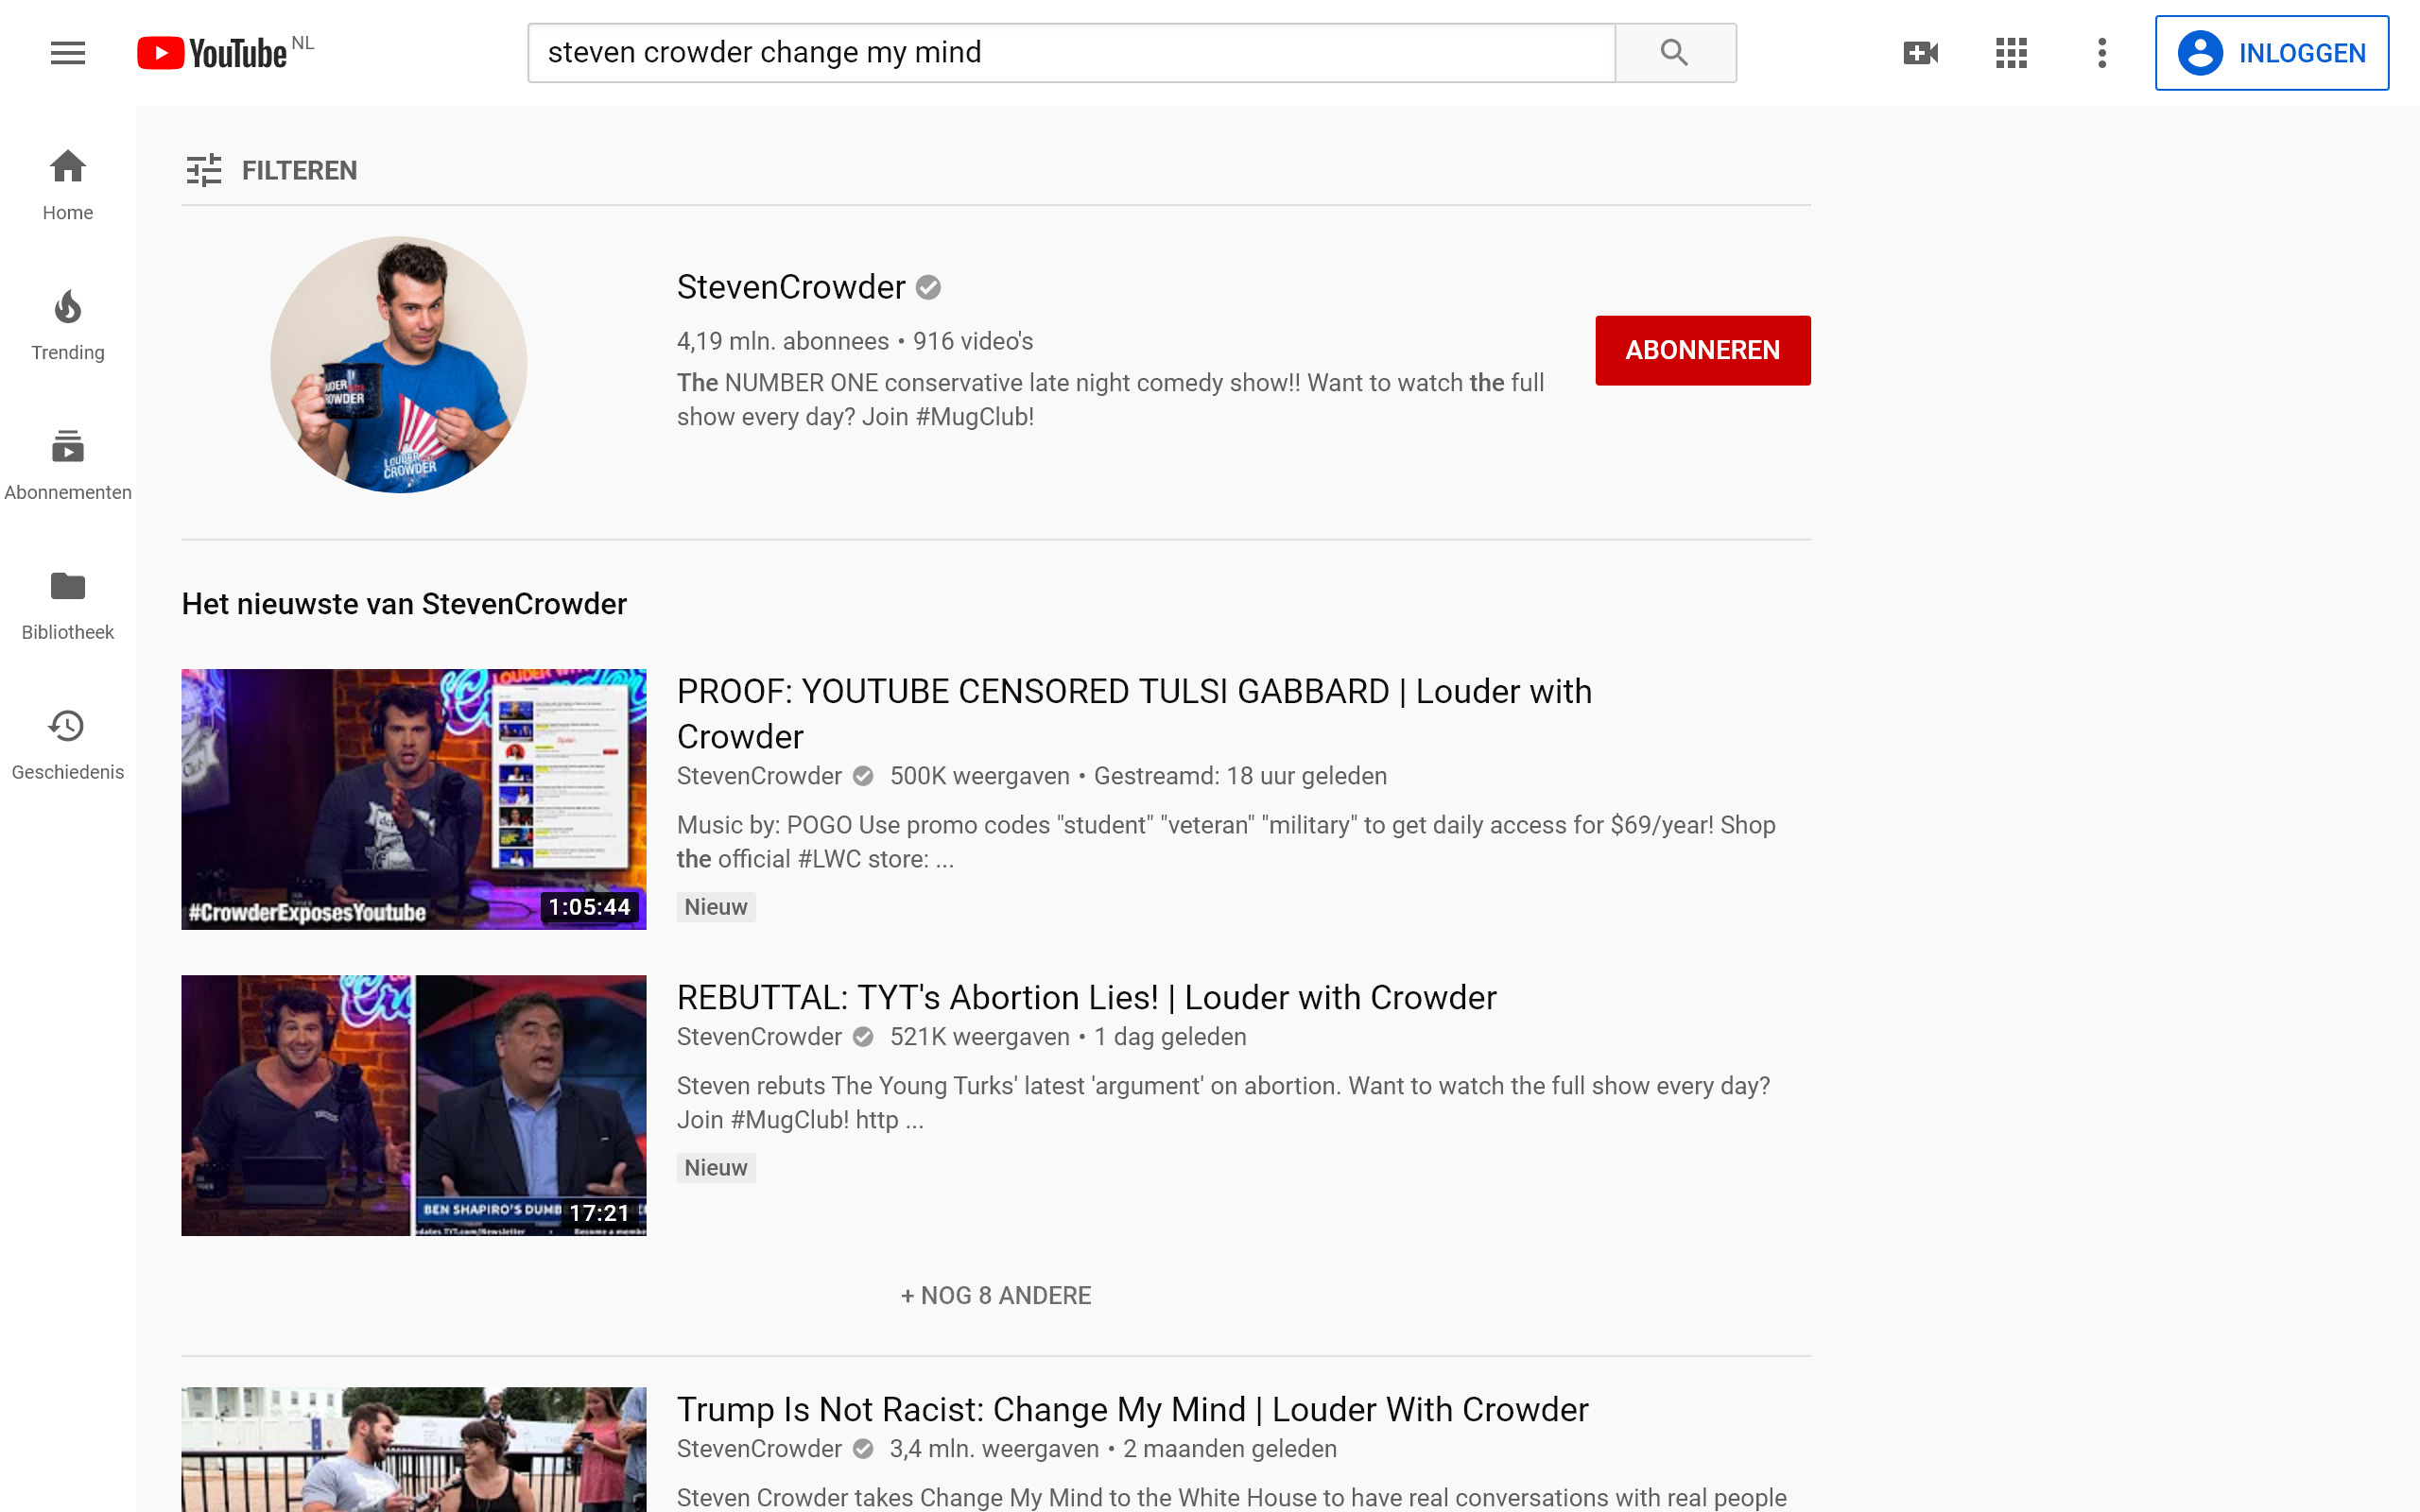 YouTube NL
steven crowder change my mind
INLOGGEN
Home
Trending
Abonnementen
Bibliotheek
Geschiedenis
FILTEREN
LOUDER
CROWDER
StevenCrowder
4,19 mln. abonnees • 916 video's
The NUMBER ONE conservative late night comedy show!! Want to watch the full
show every day? Join #MugClub!
ABONNEREN
Het nieuwste van StevenCrowder
#CrowderExposesYoutube
1:05:44
PROOF: YOUTUBE CENSORED TULSI GABBARD | Louder with
Crowder
StevenCrowder 500K weergaven • Gestreamd: 18 uur geleden
Music by: POGO Use promo codes "student" "veteran" "military" to get daily access for $69/year! Shop
the official #LWC store: ...
Nieuw
BEN SHAPIRO'S DUMB
17:21
REBUTTAL: TYT's Abortion Lies! | Louder with Crowder
StevenCrowder 521K weergaven • 1 dag geleden
Steven rebuts The Young Turks' latest 'argument' on abortion. Want to watch the full show every day?
Join #MugClub! http ...
Nieuw
+ NOG 8 ANDERE
Trump Is Not Racist: Change My Mind | Louder With Crowder
StevenCrowder 3,4 mln. weergaven • 2 maanden geleden
Steven Crowder takes Change My Mind to the White House to have real conversations with real people